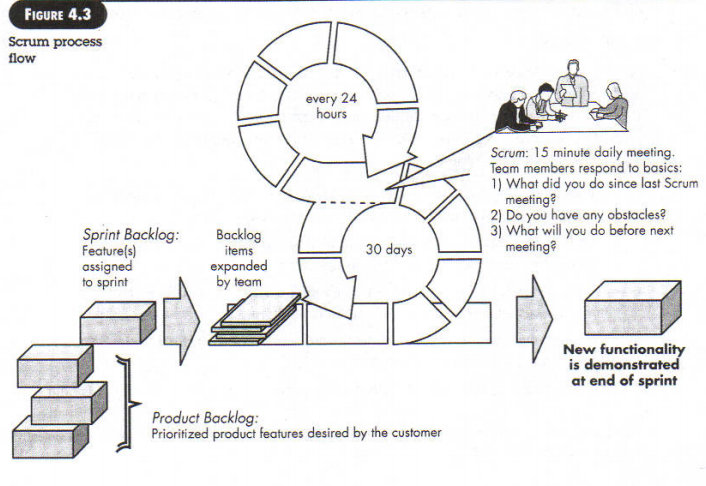 FIGURE 4.3
Scrum process
flow
every 24
hours
Scrum: 15 minute daily meeting.
Team members respond to basics:
1) What did you do since last Scrum
meeting?
2) Do you have any obstacles?
3) What will you do before next
meeting?
Sprint Backlog:
Feature(s)
assigned
to sprint
Backlog
items
expanded
by team
30 days
New functionality
is demonstrated
at end of sprint
Product Backlog:
Prioritized product features desired by the customer